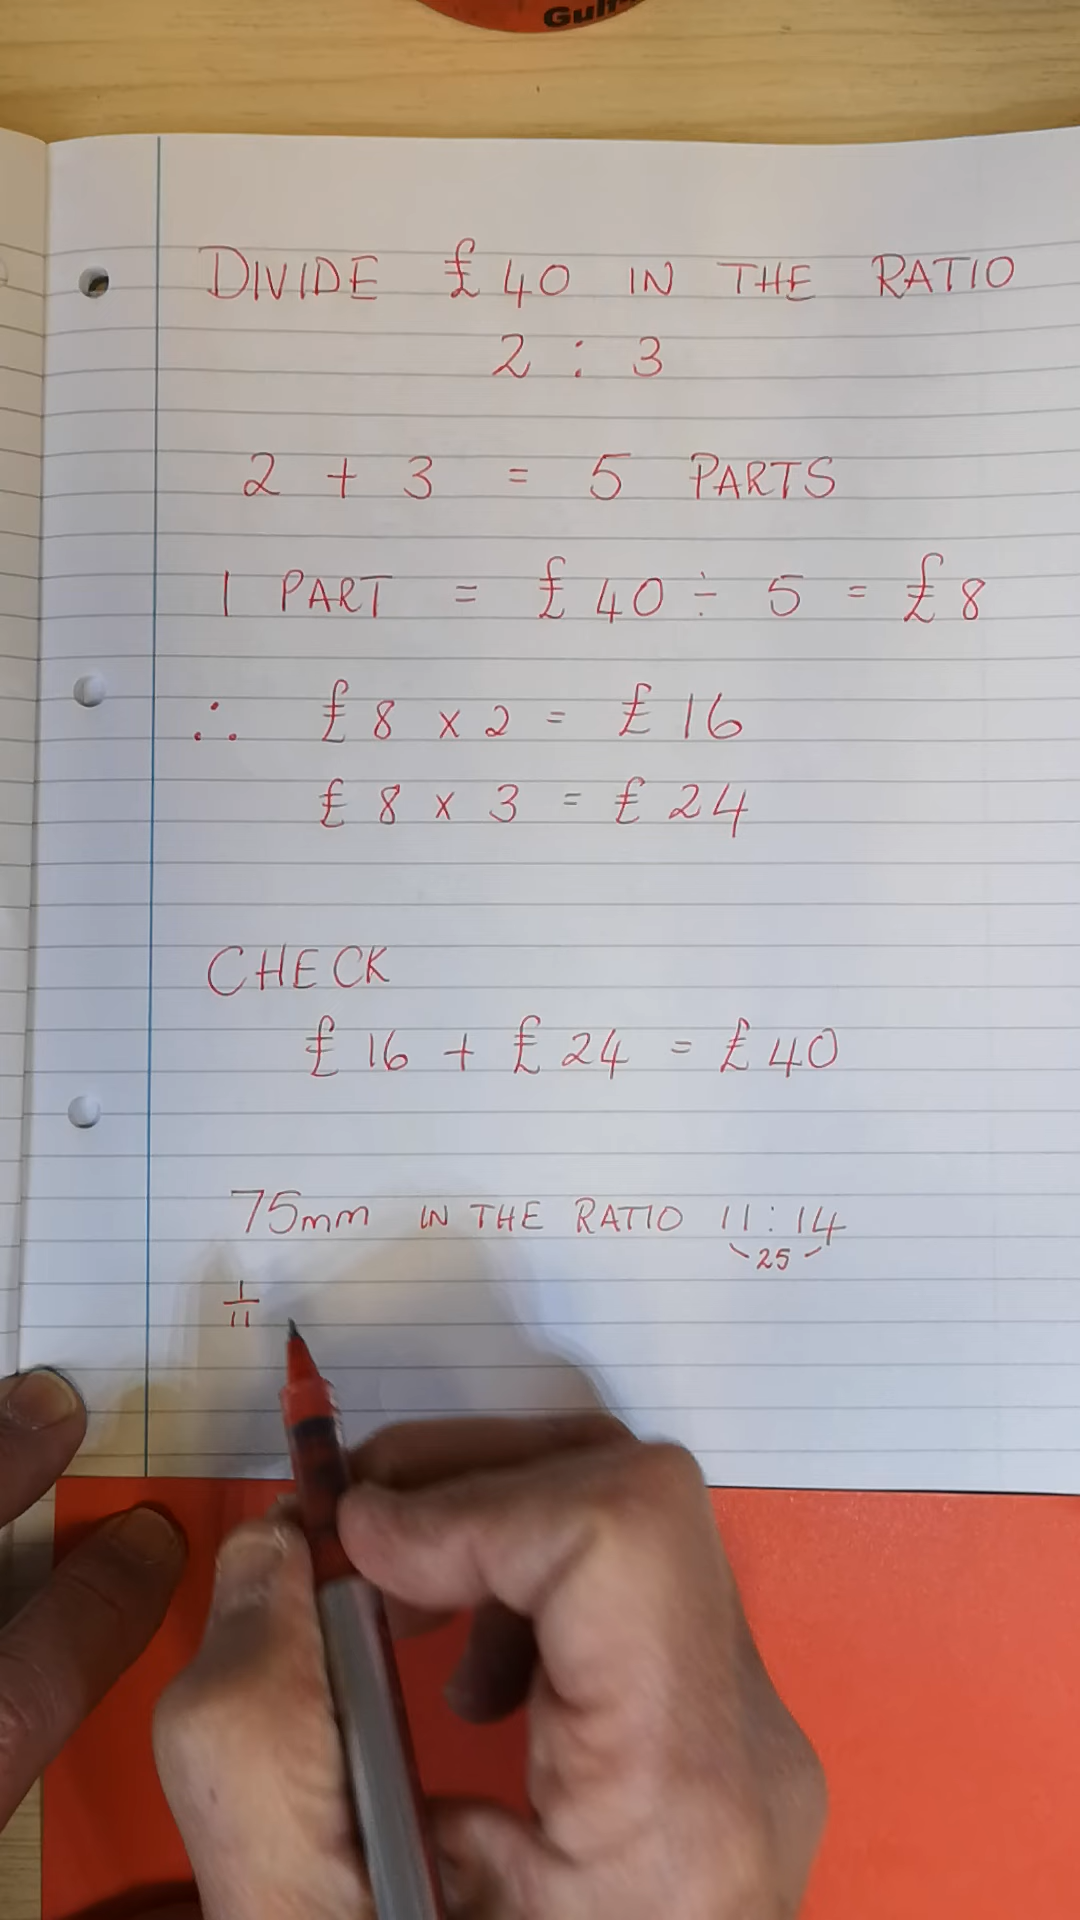 DIVIDE £40 IN THE RATIO
2 : 3
2 + 3 = 5 PARTS
1 PART = £40 ÷ 5 = £8
∴ £8 x 2 = £16
£8 x 3 = £24
CHECK
£16 + £24 = £40
75mm IN THE RATIO 11:14
25
1
11